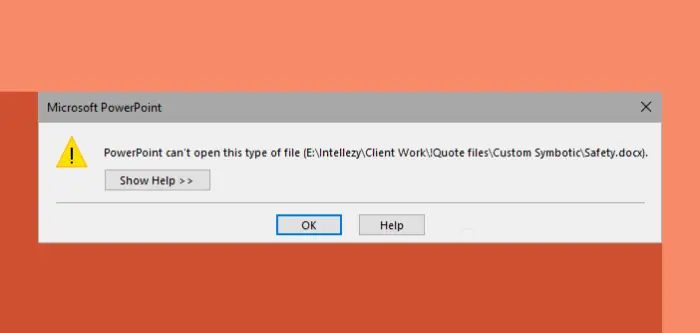 Microsoft PowerPoint
PowerPoint can't open this type of file (E:\Intellezy\Client Work\!Quote files\Custom Symbotic\Safety.docx).
Show Help >>
OK
Help